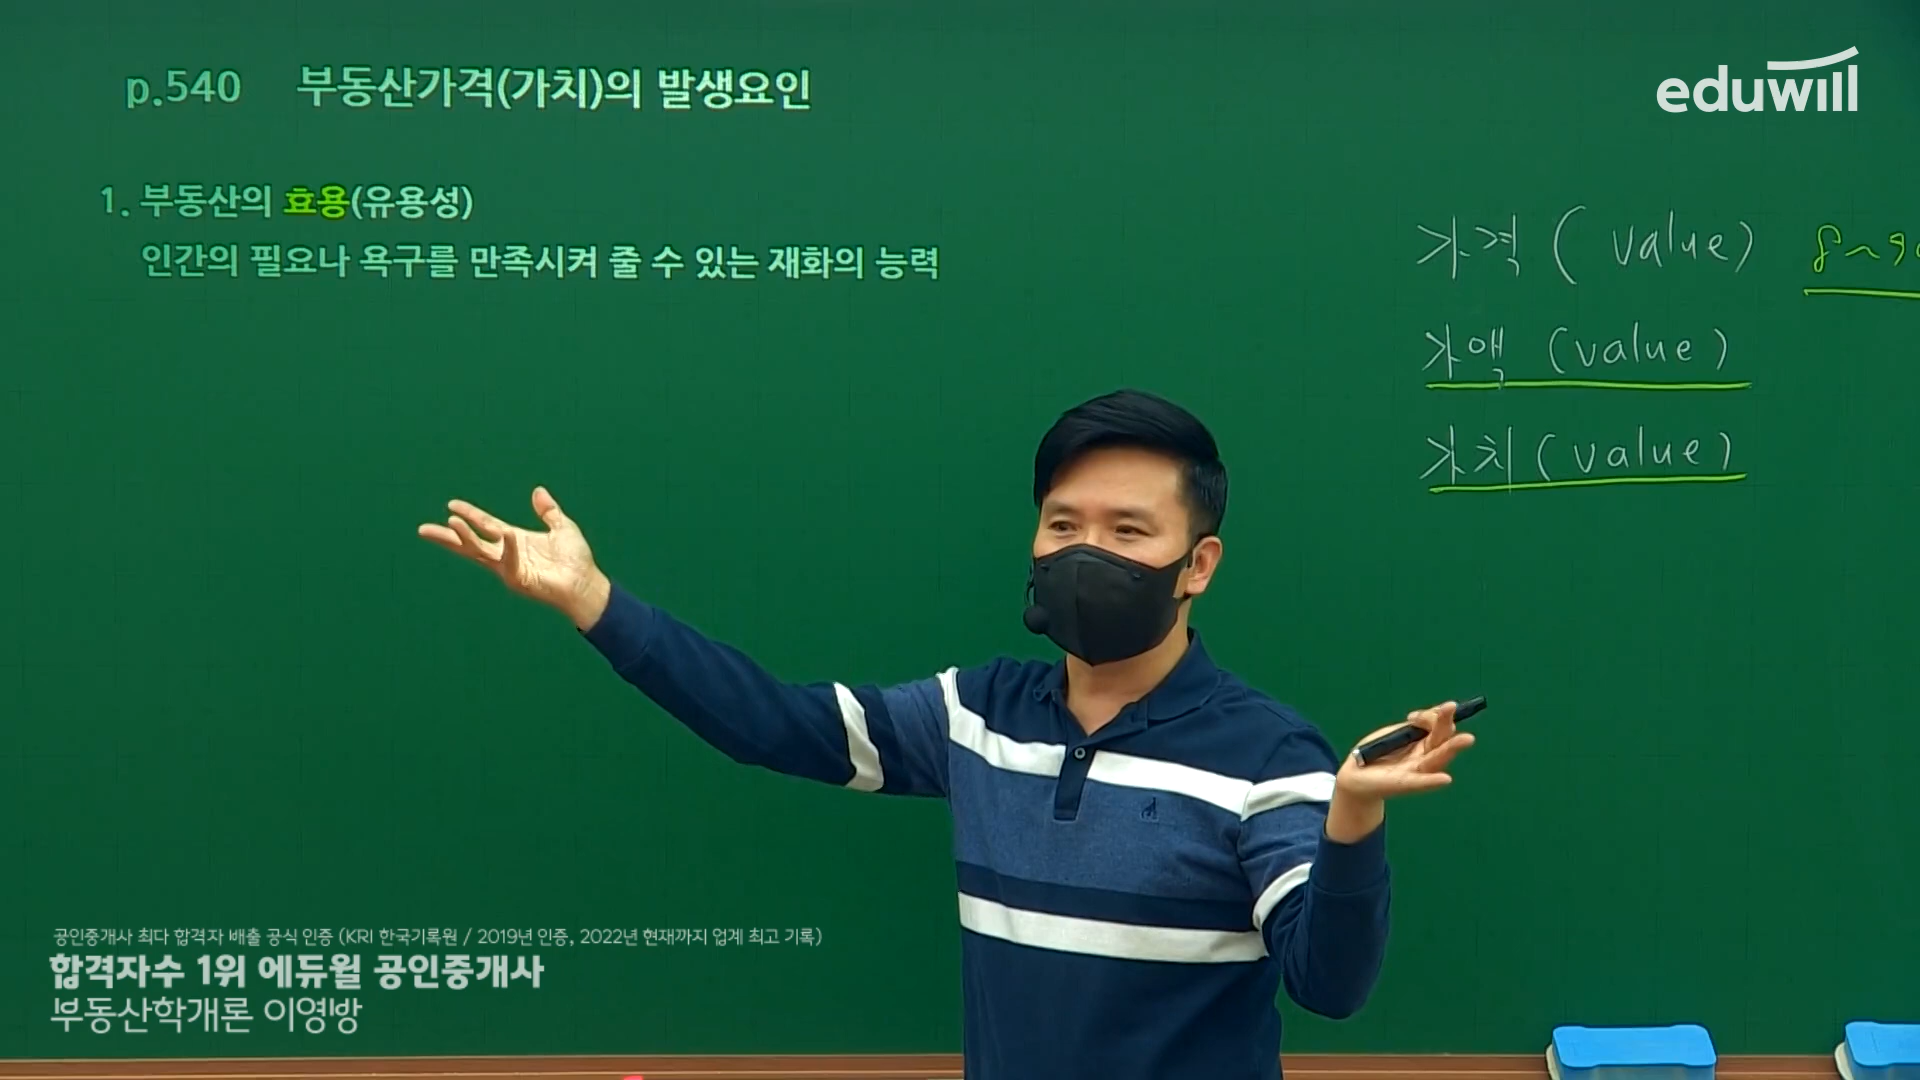 p.540 부동산가격(가치)의 발생요인
eduwill
1. 부동산의 효용(유용성)
인간의 필요나 욕구를 만족시켜 줄 수 있는 재화의 능력
가격 (value)
가액 (value)
가치 (value)
공인중개사 최다 합격자 배출 공식 인증 (KRI 한국기록원 / 2019년 인증, 2022년 현재까지 업계 최고 기록)
합격자수 1위 에듀윌 공인중개사
부동산학개론 이영방